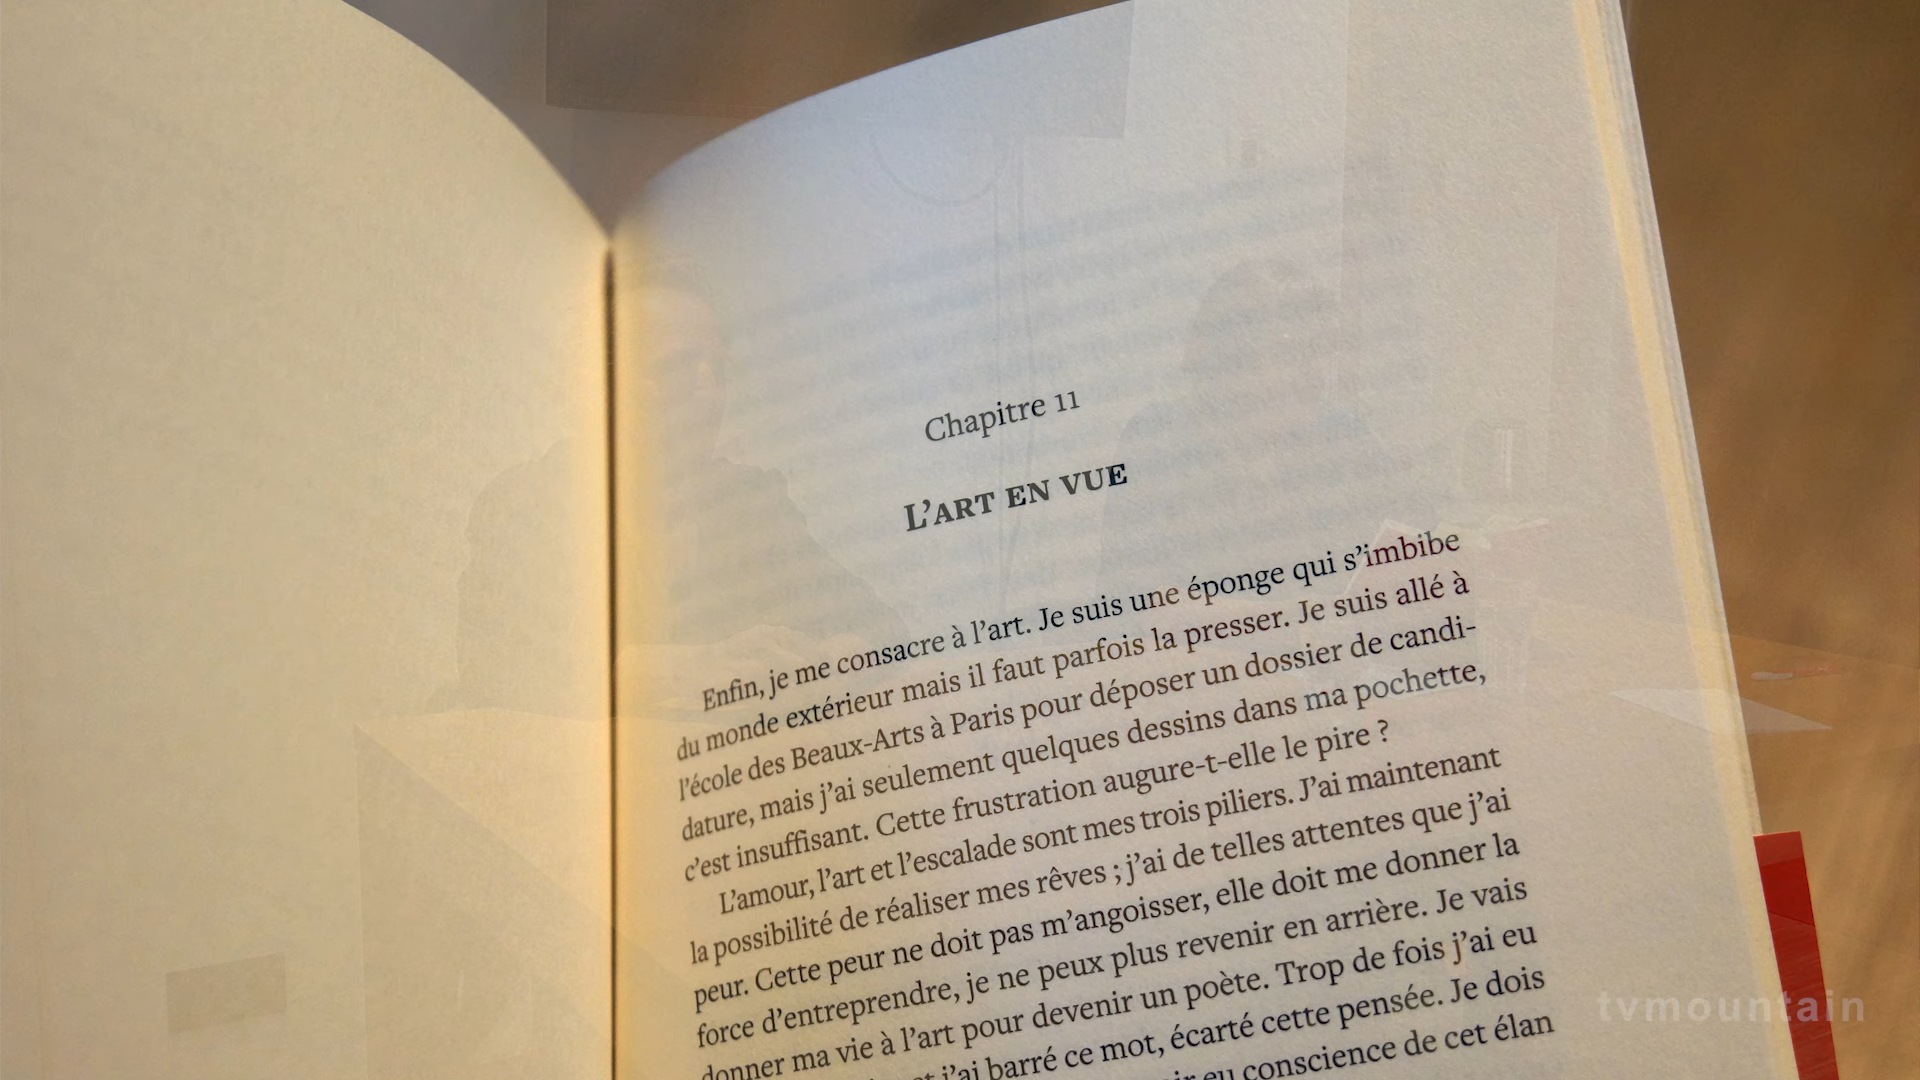 Chapitre 11
L'ART EN VUE
Enfin, je me consacre à l'art. Je suis une éponge qui s'imbibe
du monde extérieur mais il faut parfois la presser. Je suis allé à
l'école des Beaux-Arts à Paris pour déposer un dossier de candi-
dature, mais j'ai seulement quelques dessins dans ma pochette,
c'est insuffisant. Cette frustration augure-t-elle le pire ?
L'amour, l'art et l'escalade sont mes trois piliers. J'ai maintenant
la possibilité de réaliser mes rêves ; j'ai de telles attentes que j'ai
peur. Cette peur ne doit pas m'angoisser, elle doit me donner la
force d'entreprendre, je ne peux plus revenir en arrière. Je vais
donner ma vie à l'art pour devenir un poète. Trop de fois j'ai eu
j'ai barré ce mot, écarté cette pensée. Je dois
eu conscience de cet élan
tvmountain